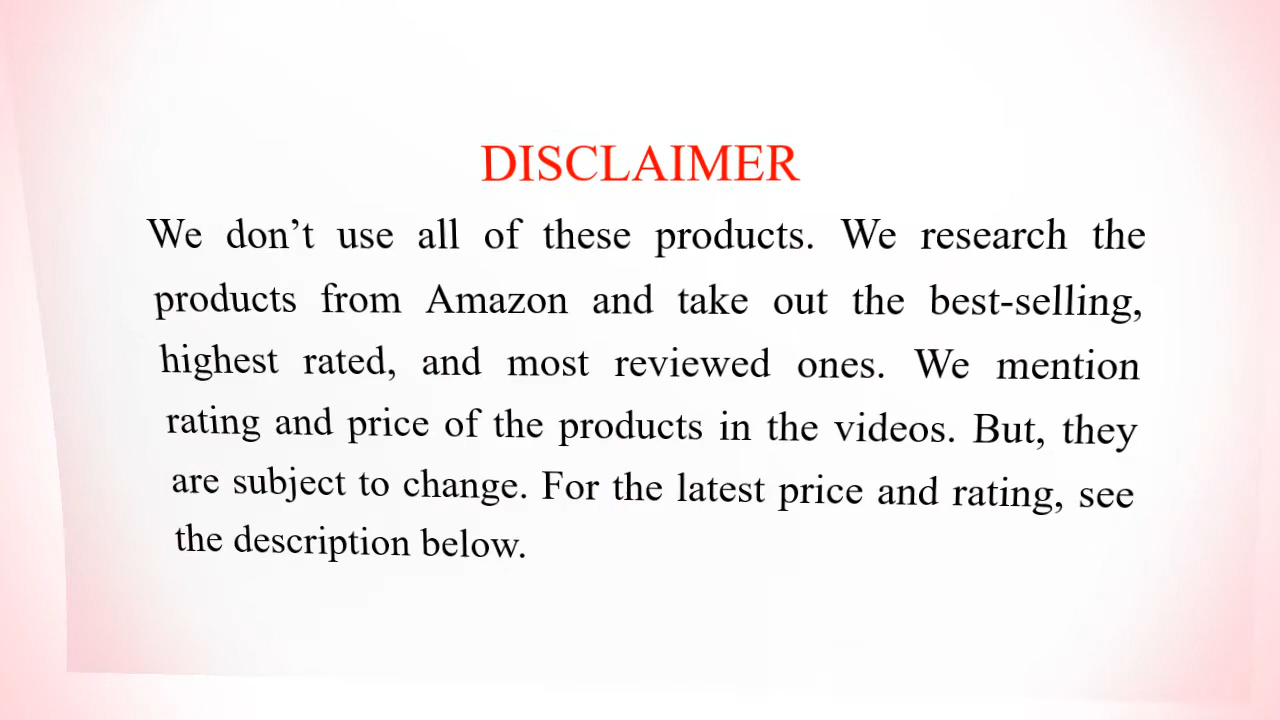 DISCLAIMER
We don’t use all of these products. We research the
products from Amazon and take out the best-selling,
highest rated, and most reviewed ones. We mention
rating and price of the products in the videos. But, they
are subject to change. For the latest price and rating, see
the description below.